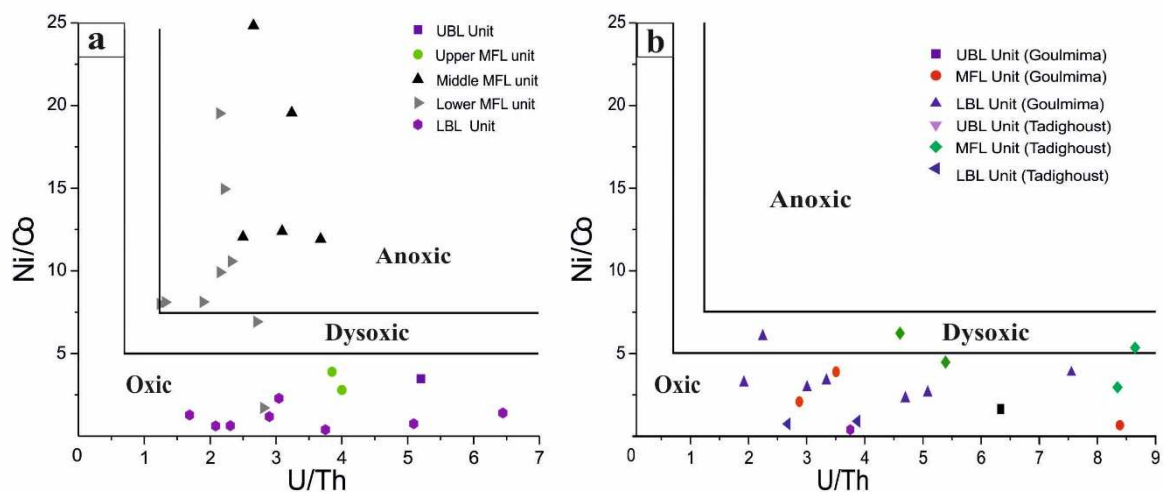 a
25
20
15
10
5
0
Ni/Co
0 1 2 3 4 5 6 7
U/Th
UBL Unit
Upper MFL unit
Middle MFL unit
Lower MFL unit
LBL Unit
Anoxic
Dysoxic
Oxic
b
25
20
15
10
5
0
Ni/Co
0 1 2 3 4 5 6 7 8 9
U/Th
UBL Unit (Goulmima)
MFL Unit (Goulmima)
LBL Unit (Goulmima)
UBL Unit (Tadighoust)
MFL Unit (Tadighoust)
LBL Unit (Tadighoust)
Anoxic
Dysoxic
Oxic